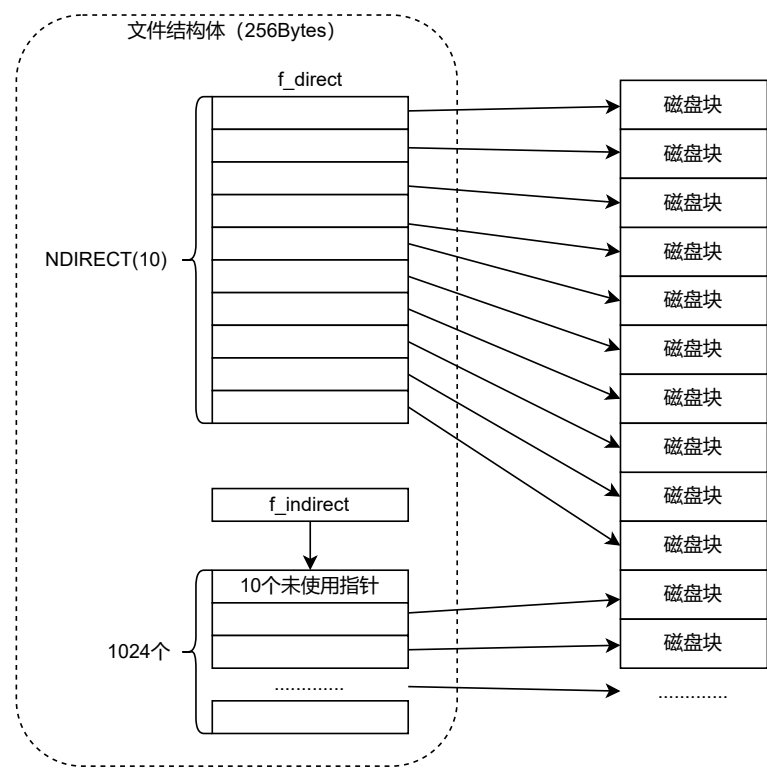 文件结构体（256Bytes）
f_direct
NDIRECT(10)
磁盘块
磁盘块
磁盘块
磁盘块
磁盘块
磁盘块
磁盘块
磁盘块
磁盘块
磁盘块
f_indirect
10个未使用指针
磁盘块
1024个
磁盘块
.............
.............